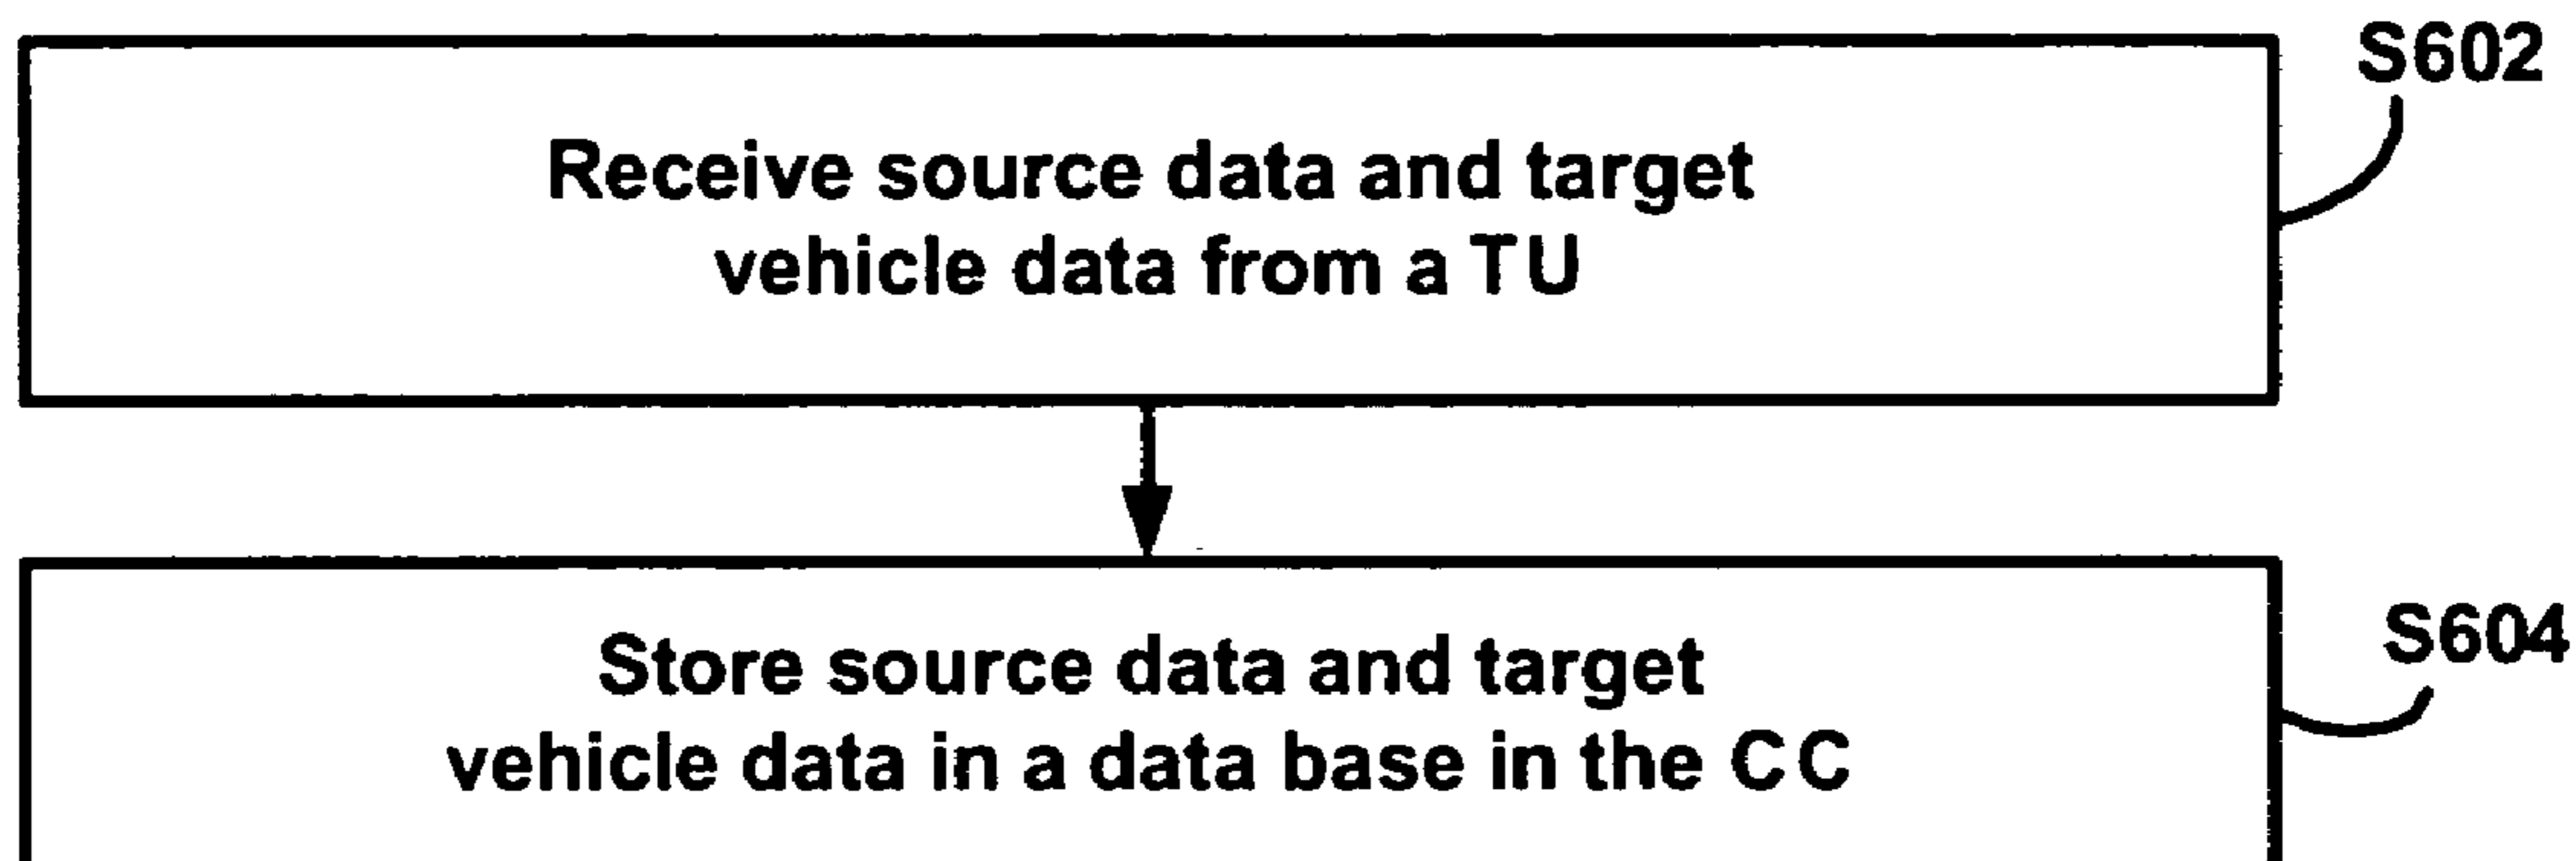 S602
Receive source data and target
vehicle data from a TU
S604
Store source data and target
vehicle data in a data base in the CC